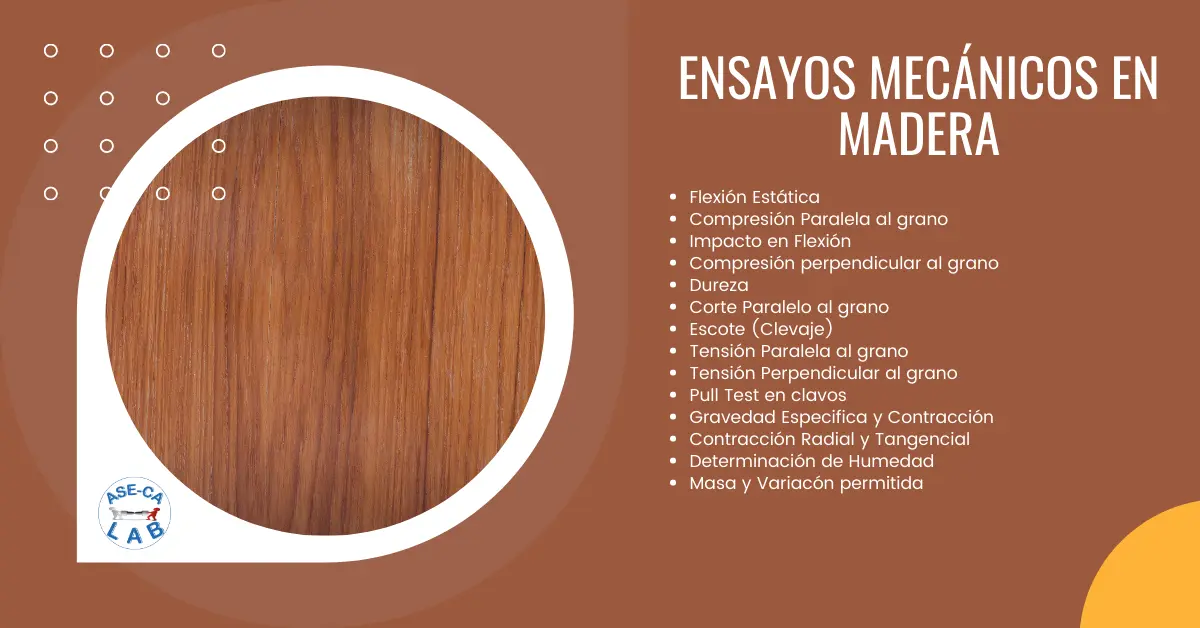 ENSAYOS MECÁNICOS EN
MADERA
Flexión Estática
Compresión Paralela al grano
Impacto en Flexión
Compresión perpendicular al grano
Dureza
Corte Paralelo al grano
Escote (Clevaje)
Tensión Paralela al grano
Tensión Perpendicular al grano
Pull Test en clavos
Gravedad Especifica y Contracción
Contracción Radial y Tangencial
Determinación de Humedad
Masa y Variacón permitida
ASE-CA
LAB